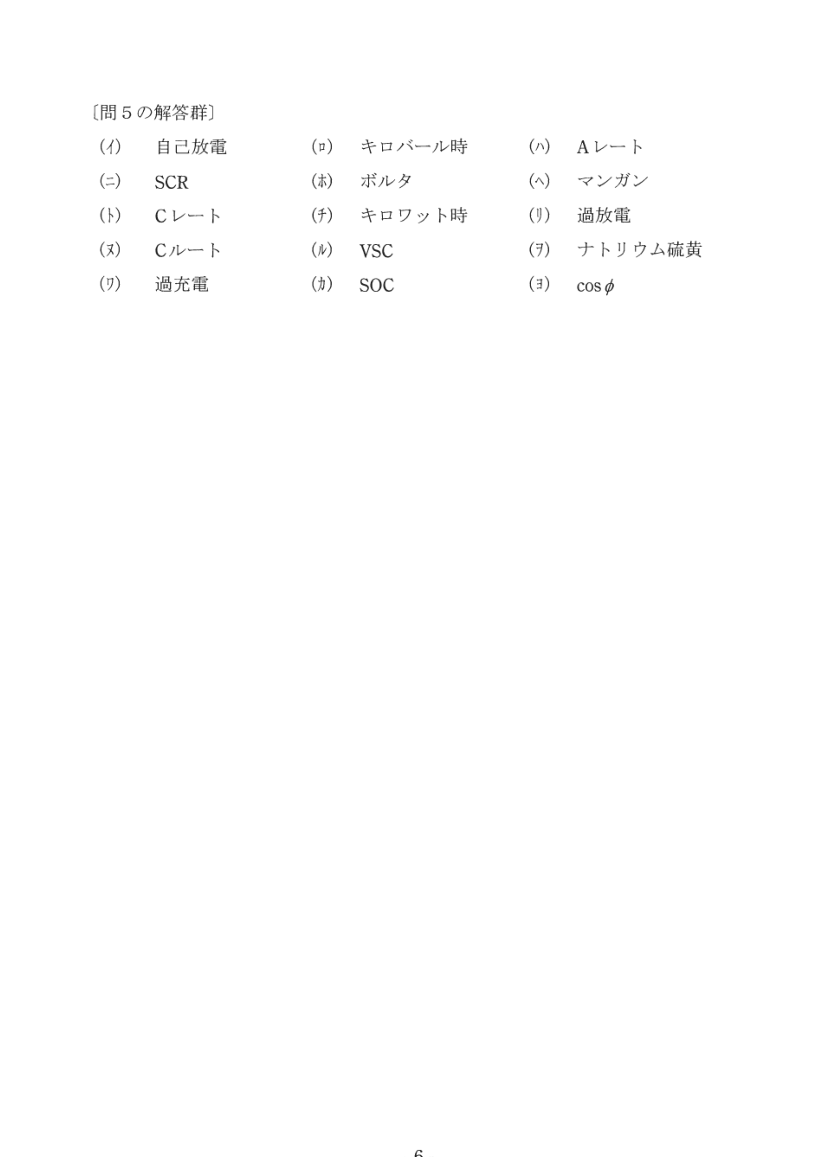 〔問５の解答群〕
(ｲ) 自己放電 (ﾛ) キロバール時 (ﾊ) Aレート
(ﾆ) SCR (ﾎ) ボルタ (ﾍ) マンガン
(ﾄ) Cレート (ﾁ) キロワット時 (ﾘ) 過放電
(ﾇ) Cルート (ﾙ) VSC (ｦ) ナトリウム硫黄
(ﾜ) 過充電 (ｶ) SOC (ﾖ) cosϕ
6